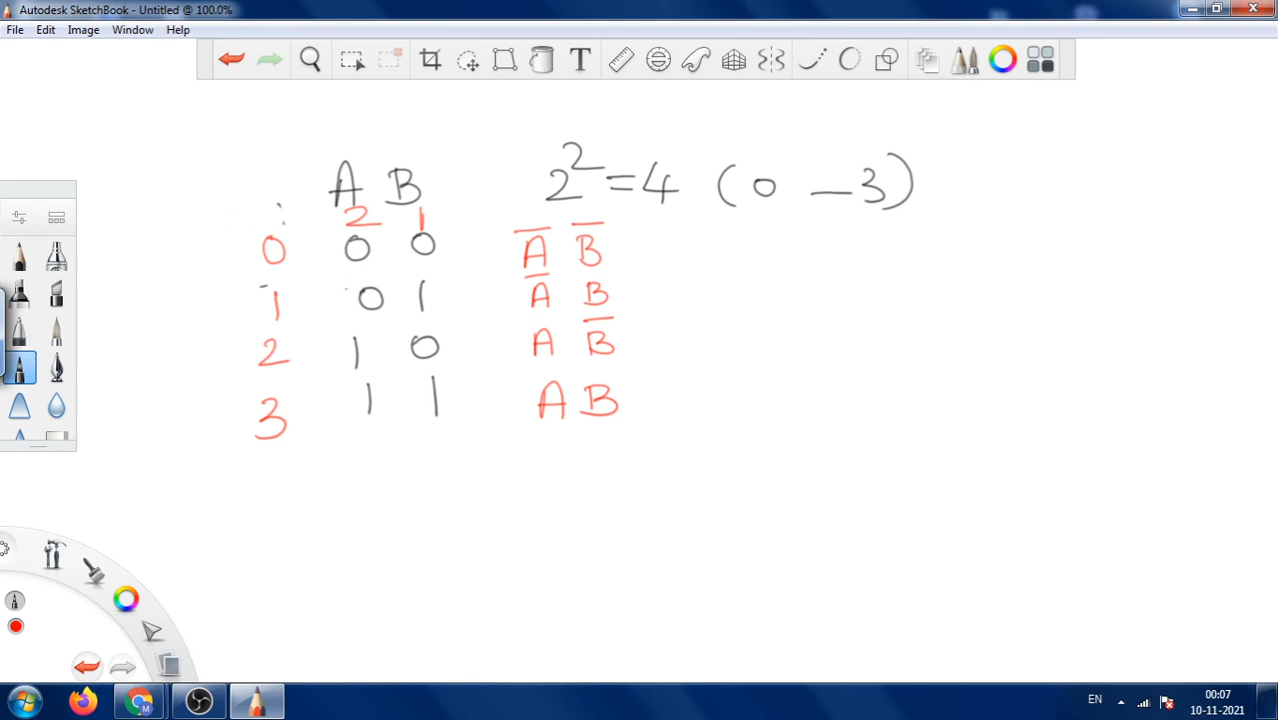 Autodesk SketchBook - Untitled @ 100.0%
File Edit Image Window Help
T
A B 2² = 4 (0 – 3)
2 1
0 0 0 A̅ B̅
1 0 1 A̅ B
2 1 0 A B̅
3 1 1 A B
EN
00:07
10-11-2021